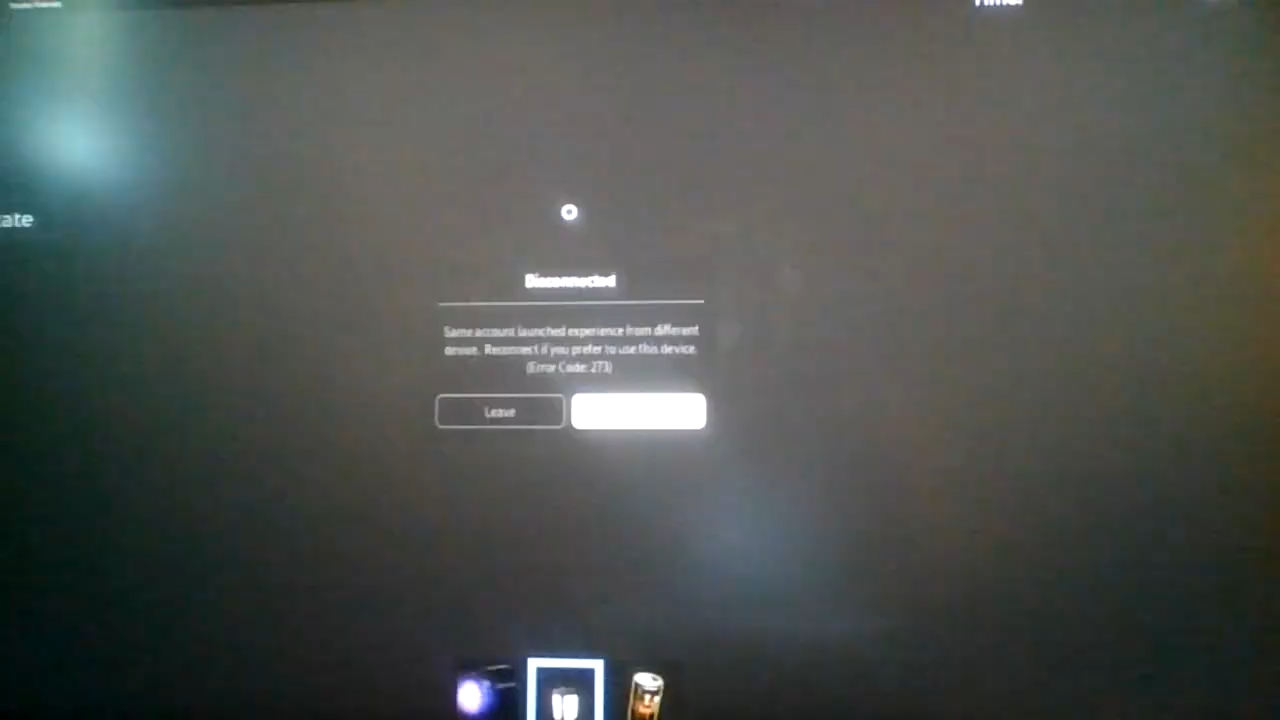 ate
Disconnected
Same account launched experience from different
device. Reconnect if you prefer to use this device.
(Error Code: 273)
Leave